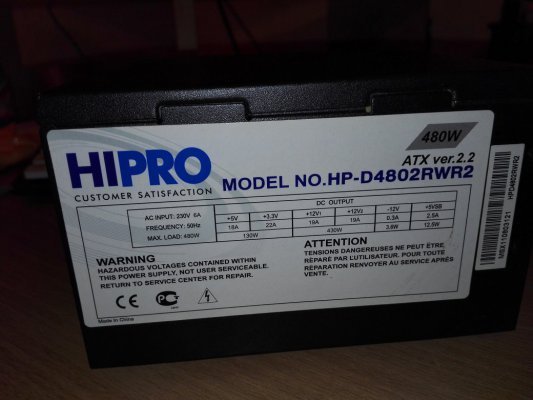 480W
HIPRO
CUSTOMER SATISFACTION
ATX ver.2.2
MODEL NO.HP-D4802RWR2
AC INPUT: 230V 6A
FREQUENCY: 50Hz
MAX. LOAD: 480W
DC OUTPUT
+5V +3.3V +12V1 +12V2 -12V +5VSB
18A 22A 19A 19A 0.3A 2.5A
130W 430W 3.6W 12.5W
WARNING
HAZARDOUS VOLTAGES CONTAINED WITHIN
THIS POWER SUPPLY, NOT USER SERVICEABLE.
RETURN TO SERVICE CENTER FOR REPAIR.
ATTENTION
TENSIONS DANGEREUSES NE PEUT ÊTRE
RÉPARÉ PAR L'UTILISATEUR. POUR TOUTE
RÉPARATION RENVOYER AU SERVICE APRÈS
VENTE.
CE
Made in China
HPD4802RWR2